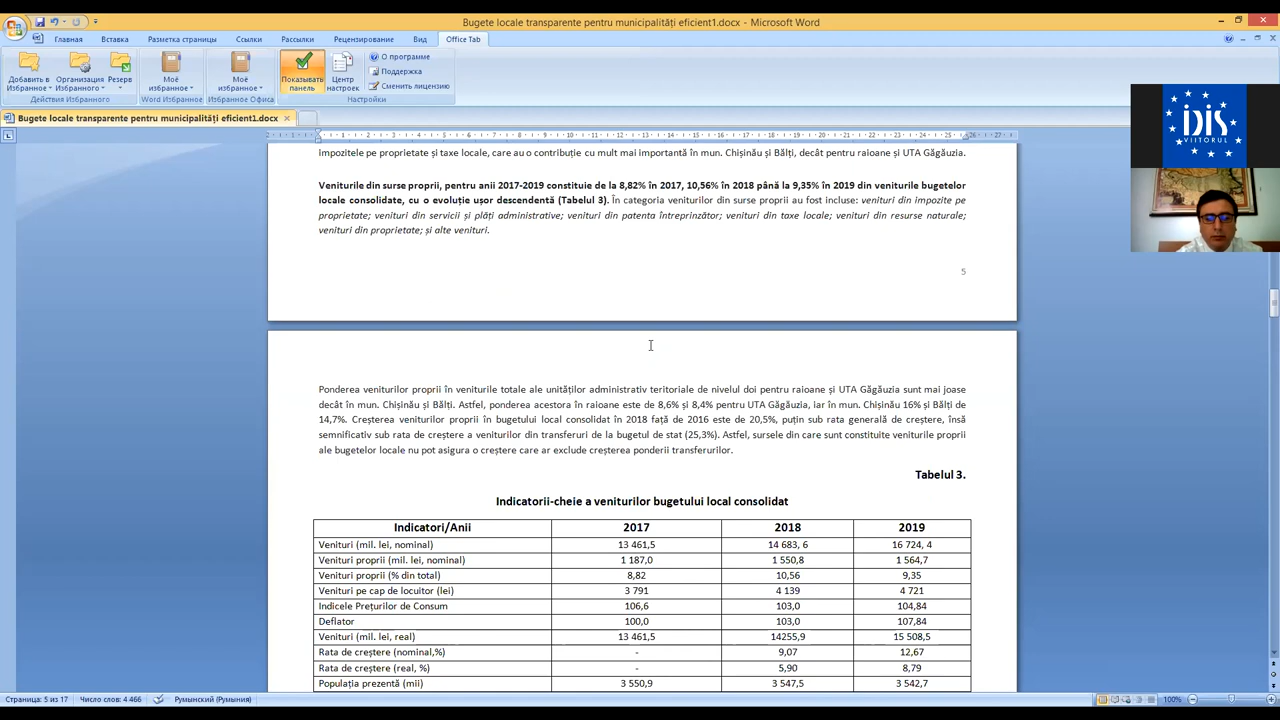 Bugete locale transparente pentru municipalități eficient1.docx - Microsoft Word
Главная Вставка Разметка страницы Ссылки Рассылки Рецензирование Вид Office Tab
Добавить в Избранного
Организация Избранного
Резерв
Моё избранное
Моё избранное
Показывать панель
Центр настроек
О программе
Поддержка
Сменить лицензию
Действия Избранного Word Избранное Избранное Офиса Настройки
Bugete locale transparente pentru municipalități eficient1.docx
IDIS
VIITORUL
Impozitele pe proprietate și taxe locale, care au o contribuție cu mult mai importantă în mun. Chișinău și Bălți, decât pentru raioane și UTA Găgăuzia.
Veniturile din surse proprii, pentru anii 2017-2019 constituie de la 8,82% în 2017, 10,56% în 2018 până la 9,35% în 2019 din veniturile bugetelor
locale consolidate, cu o evoluție ușor descendentă (Tabelul 3). În categoria veniturilor din surse proprii au fost incluse: venituri din impozite pe
proprietate; venituri din servicii și plăți administrative; venituri din patenta întreprinzător; venituri din taxe locale; venituri din resurse naturale;
venituri din proprietate; și alte venituri.
5
Ponderea veniturilor proprii în veniturile totale ale unităților administrativ teritoriale de nivelul doi pentru raioane și UTA Găgăuzia sunt mai joase
decât în mun. Chișinău și Bălți. Astfel, ponderea acestora în raioane este de 8,6% și 8,4% pentru UTA Găgăuzia, iar în mun. Chișinău 16% și Bălți de
14,7%. Creșterea veniturilor proprii în bugetului local consolidat în 2018 față de 2016 este de 20,5%, puțin sub rata generală de creștere, însă
semnificativ sub rata de creștere a veniturilor din transferuri de la bugetul de stat (25,3%). Astfel, sursele din care sunt constituite veniturile proprii
ale bugetelor locale nu pot asigura o creștere care ar exclude creșterea ponderii transferurilor.
Tabelul 3.
Indicatorii-cheie a veniturilor bugetului local consolidat
Indicatori/Anii 2017 2018 2019
Venituri (mil. lei, nominal) 13 461,5 14 683, 6 16 724, 4
Venituri proprii (mil. lei, nominal) 1 187,0 1 550,8 1 564,7
Venituri proprii (% din total) 8,82 10,56 9,35
Venituri pe cap de locuitor (lei) 3 791 4 139 4 721
Indicele Prețurilor de Consum 106,6 103,0 104,84
Deflator 100,0 103,0 107,84
Venituri (mil. lei, real) 13 461,5 14255,9 15 508,5
Rata de creștere (nominal,%) - 9,07 12,67
Rata de creștere (real, %) - 5,90 8,79
Populația prezentă (mii) 3 550,9 3 547,5 3 542,7
Страница: 5 из 17 Число слов: 4 466 Румынский (Румыния) 100%